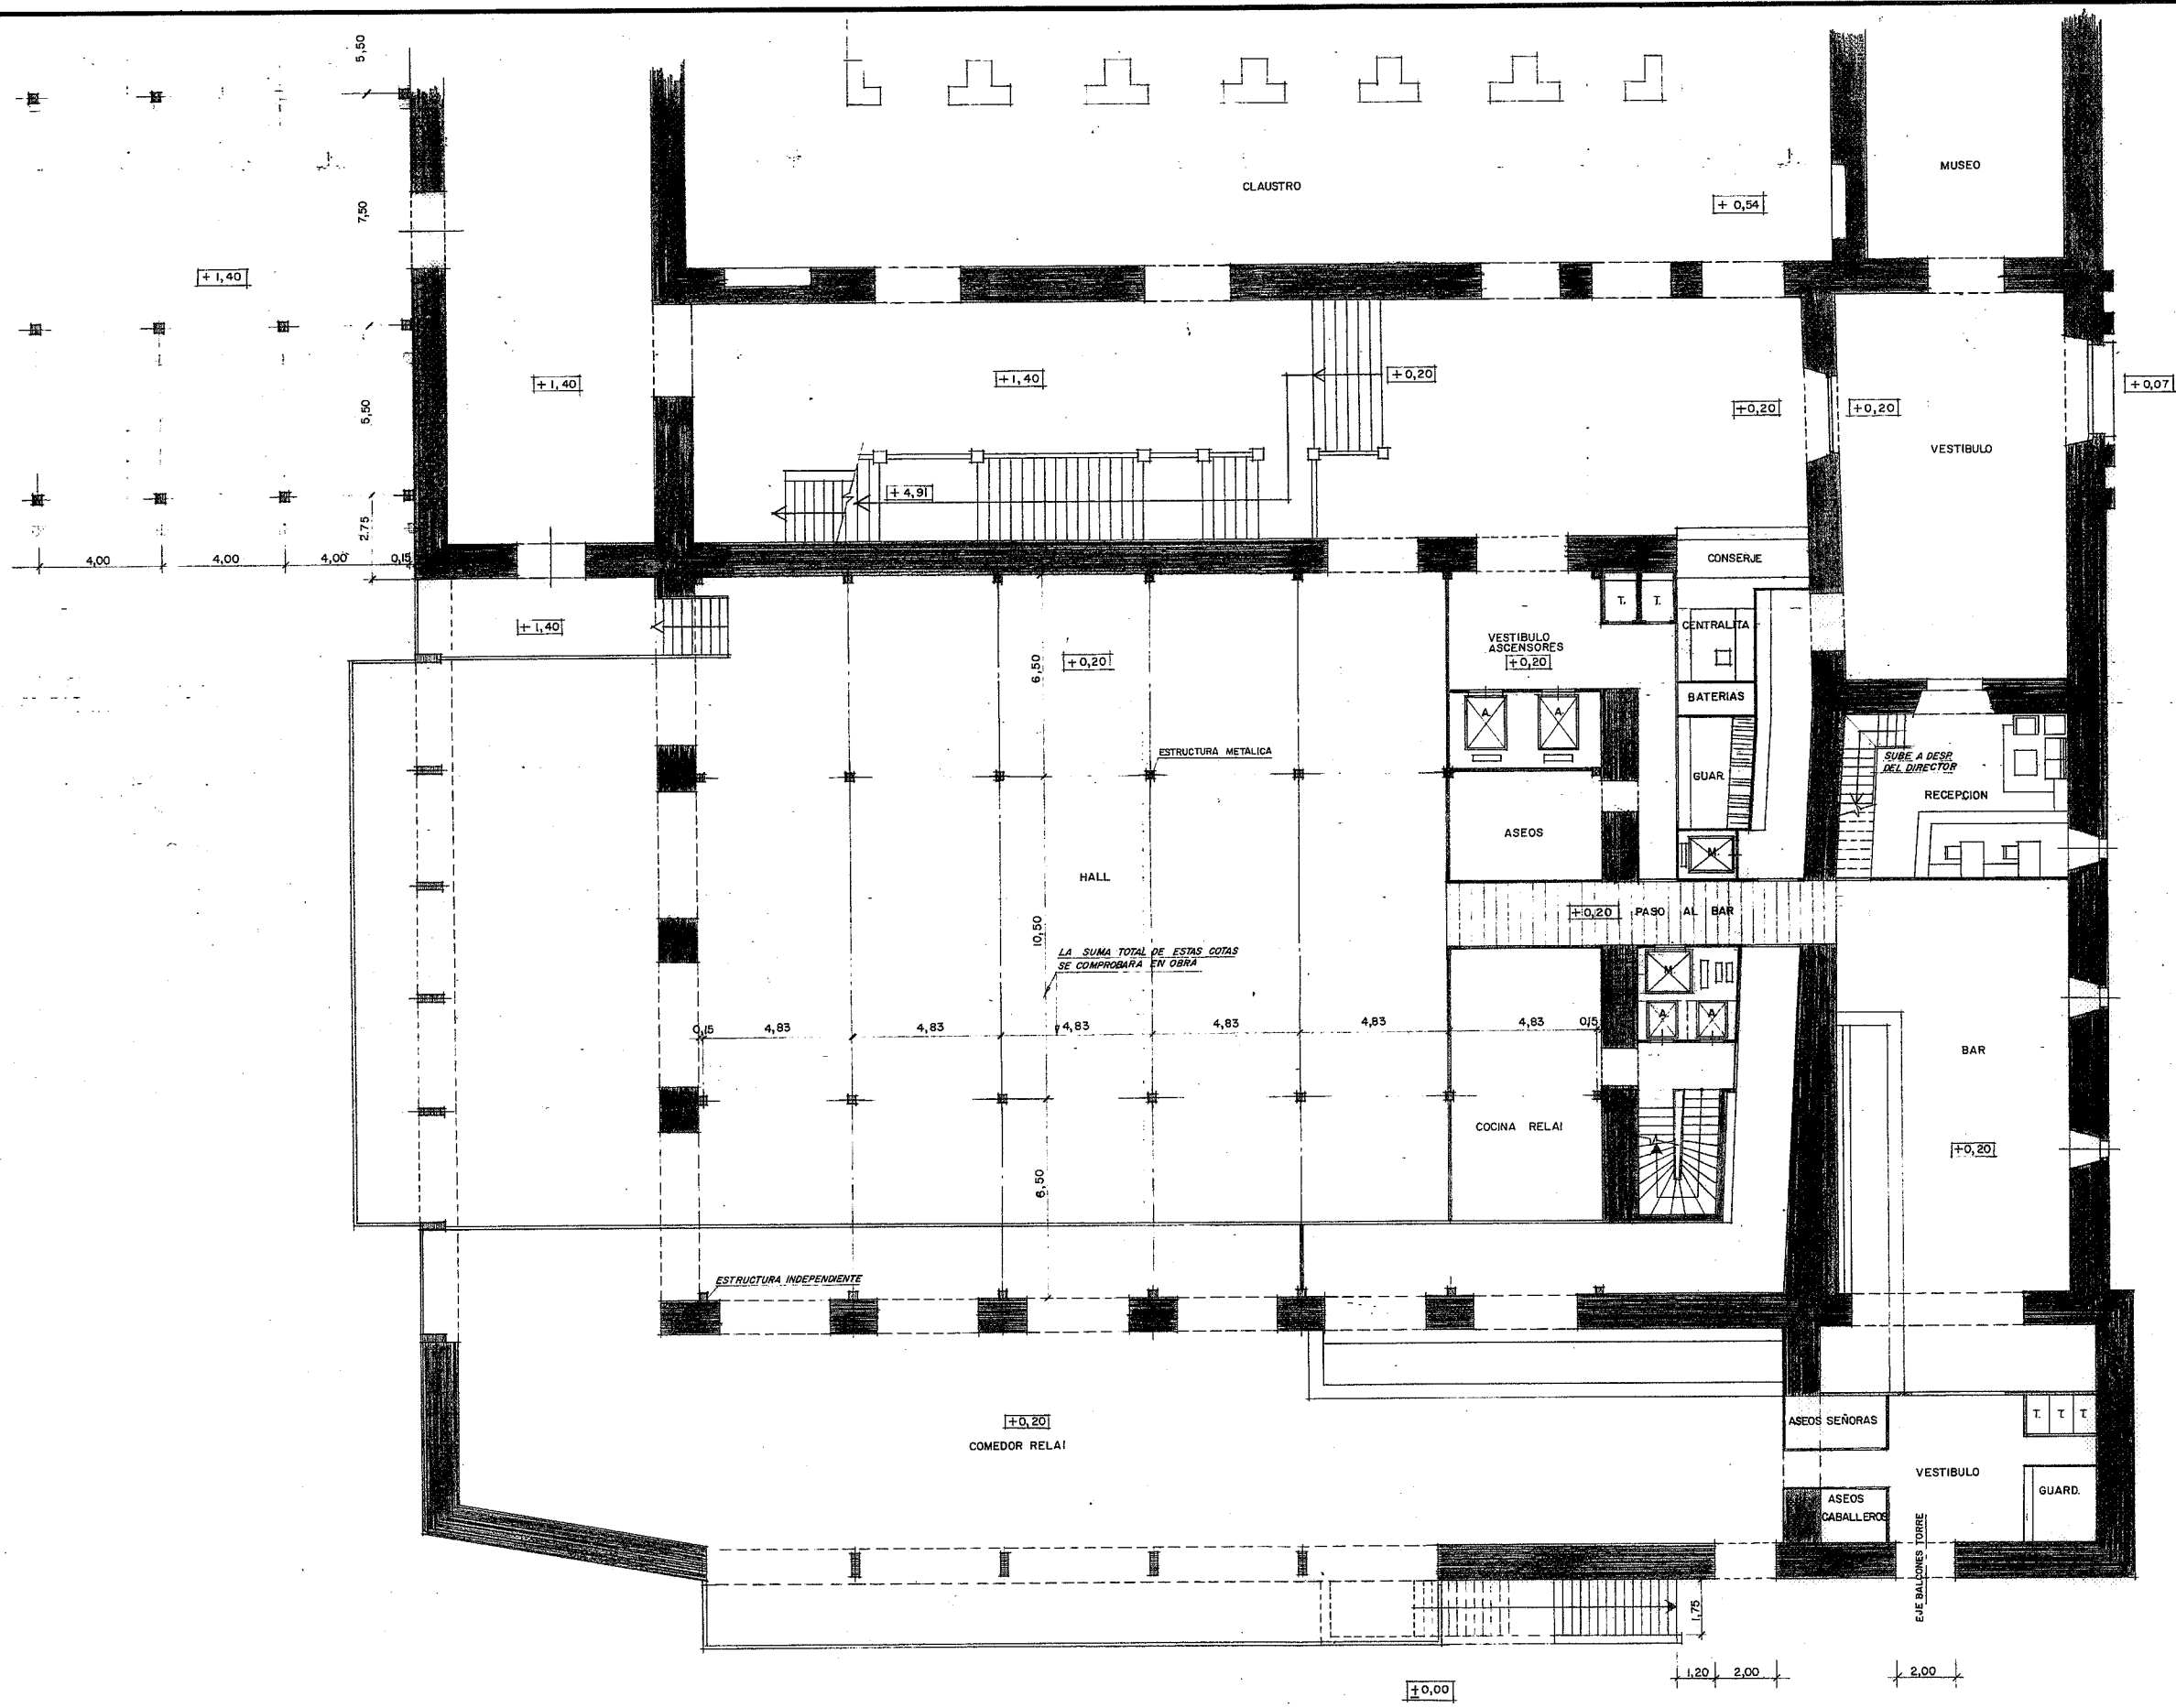 5,50
MUSEO
CLAUSTRO
+ 0,54
7,50
+ 1,40
+ 1,40
+ 1,40
+ 0,20
+ 0,07
+ 0,20
+ 0,20
5,50
VESTIBULO
+ 4,91
2,75
4,00
4,00
4,00
0,15
CONSERJE
T.
T.
+ 1,40
CENTRALITA
VESTIBULO
ASCENSORES
+ 0,20
+ 0,20
6,50
BATERIAS
A.
A.
ESTRUCTURA METALICA
SUBE A DESP.
DEL DIRECTOR
GUAR.
RECEPCION
ASEOS
M.
HALL
+ 0,20
PASO AL BAR
10,50
LA SUMA TOTAL DE ESTAS COTAS
SE COMPROBARA EN OBRA
M.
A.
A.
0,15
4,83
4,83
4,83
4,83
4,83
4,83
0,15
BAR
COCINA RELAI
+0,20
6,50
ESTRUCTURA INDEPENDIENTE
+0,20
COMEDOR RELAI
ASEOS SEÑORAS
T.
T.
T.
VESTIBULO
GUARD.
ASEOS
CABALLEROS
EJE BALCONES TORRE
1,75
1,20
2,00
2,00
±0,00